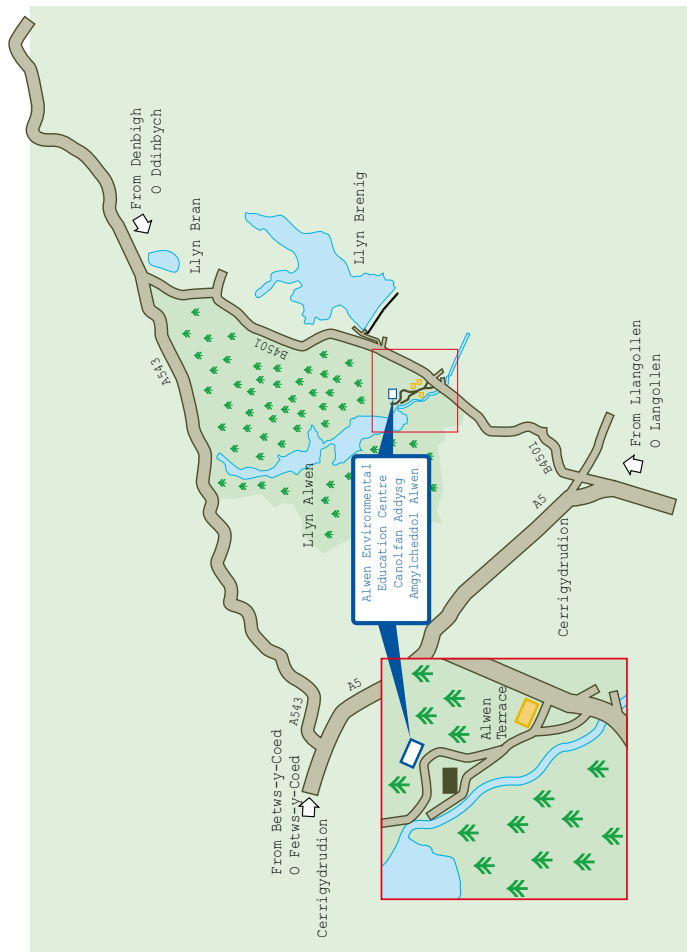 From Denbigh
O Ddinbych
Llyn Bran
Llyn Brenig
B4501
A543
From Llangollen
O Langollen
B4501
A5
Cerrigydrudion
Llyn Alwen
Alwen Environmental
Education Centre
Canolfan Addysg
Amgylcheddol Alwen
A5
A543
From Betws-y-Coed
O Fetws-y-Coed
Cerrigydrudion
Alwen
Terrace